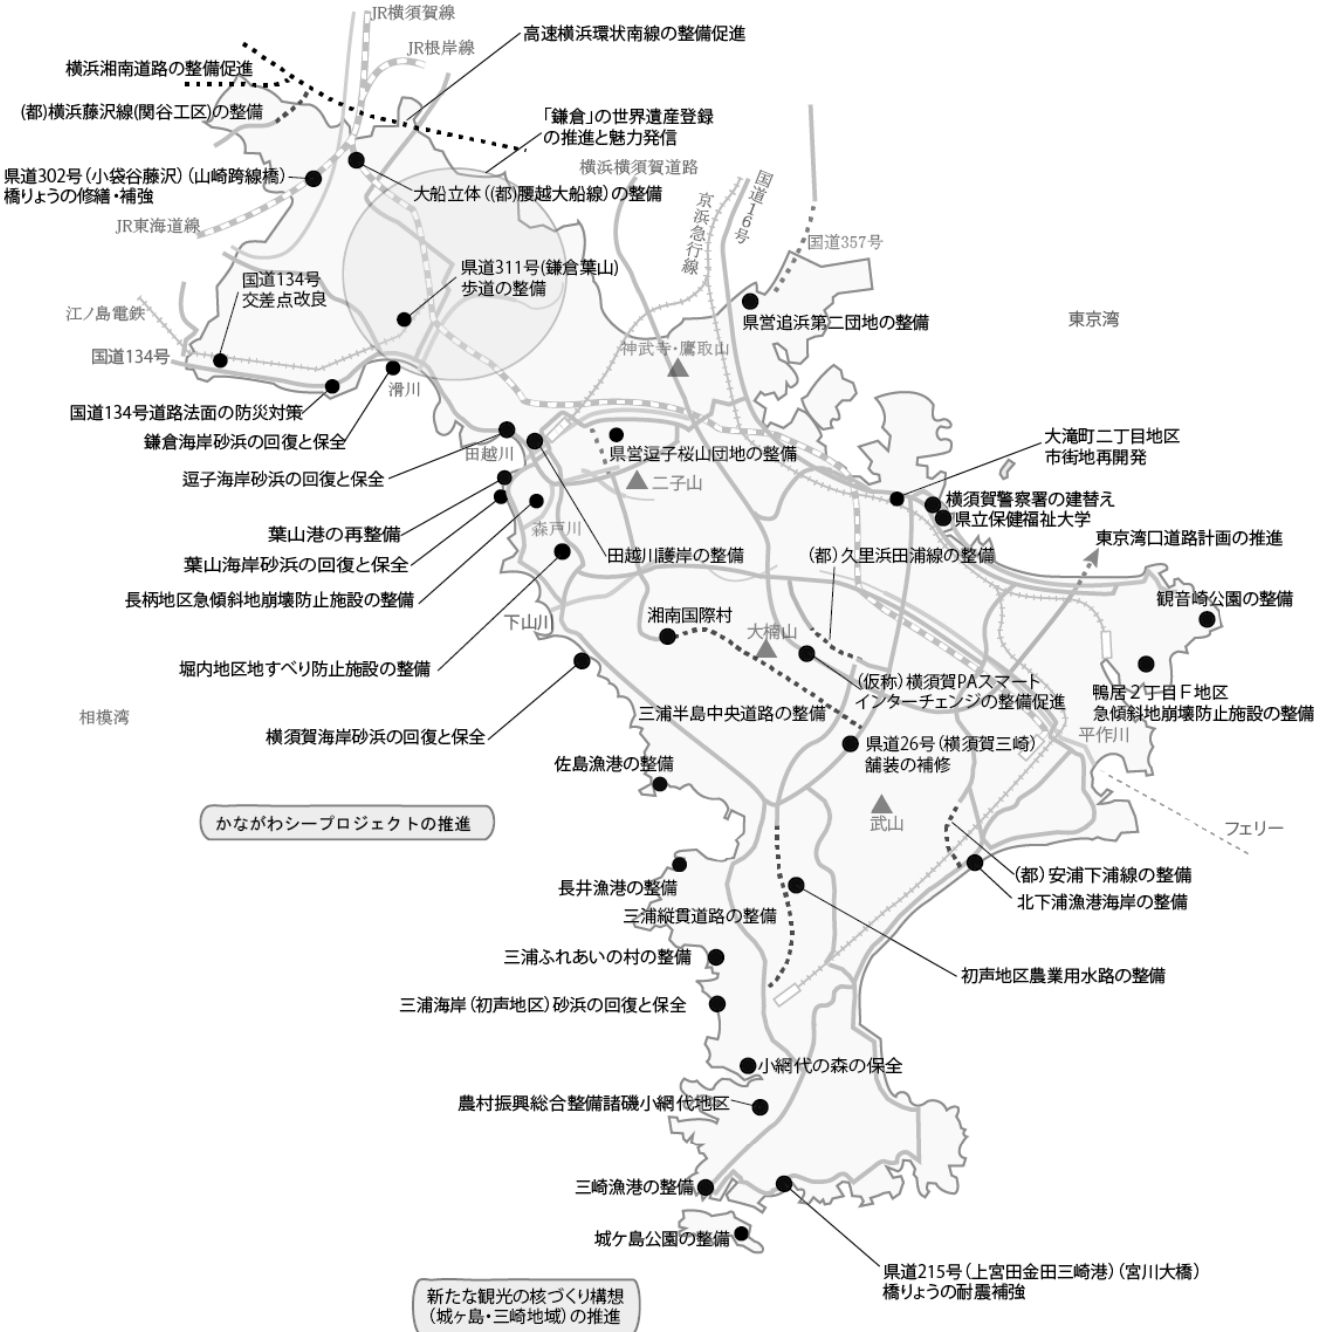 JR横須賀線
高速横浜環状南線の整備促進
JR根岸線
横浜湘南道路の整備促進
(都)横浜藤沢線(関谷工区)の整備
「鎌倉」の世界遺産登録
の推進と魅力発信
横浜横須賀道路
国道16号
京浜急行線
県道302号(小袋谷藤沢)(山崎跨線橋)
橋りょうの修繕・補強
大船立体((都)腰越大船線)の整備
JR東海道線
国道357号
県道311号(鎌倉葉山)
歩道の整備
国道134号
交差点改良
江ノ島電鉄
県営追浜第二団地の整備
東京湾
国道134号
神武寺・鷹取山
滑川
国道134号道路法面の防災対策
鎌倉海岸砂浜の回復と保全
大滝町二丁目地区
市街地再開発
田越川
県営逗子桜山団地の整備
逗子海岸砂浜の回復と保全
二子山
横須賀警察署の建替え
県立保健福祉大学
葉山港の再整備
森戸川
東京湾口道路計画の推進
田越川護岸の整備
(都)久里浜田浦線の整備
葉山海岸砂浜の回復と保全
長柄地区急傾斜地崩壊防止施設の整備
観音崎公園の整備
下山川
湘南国際村
大楠山
堀内地区地すべり防止施設の整備
(仮称)横須賀PAスマート
インターチェンジの整備促進
鴨居2丁目F地区
急傾斜地崩壊防止施設の整備
三浦半島中央道路の整備
相模湾
横須賀海岸砂浜の回復と保全
平作川
県道26号(横須賀三崎)
舗装の補修
佐島漁港の整備
かながわシープロジェクトの推進
武山
フェリー
(都)安浦下浦線の整備
長井漁港の整備
北下浦漁港海岸の整備
三浦縦貫道路の整備
三浦ふれあいの村の整備
初声地区農業用水路の整備
三浦海岸(初声地区)砂浜の回復と保全
小網代の森の保全
農村振興総合整備諸磯小網代地区
三崎漁港の整備
城ケ島公園の整備
県道215号(上宮田金田三崎港)(宮川大橋)
橋りょうの耐震補強
新たな観光の核づくり構想
(城ヶ島・三崎地域)の推進